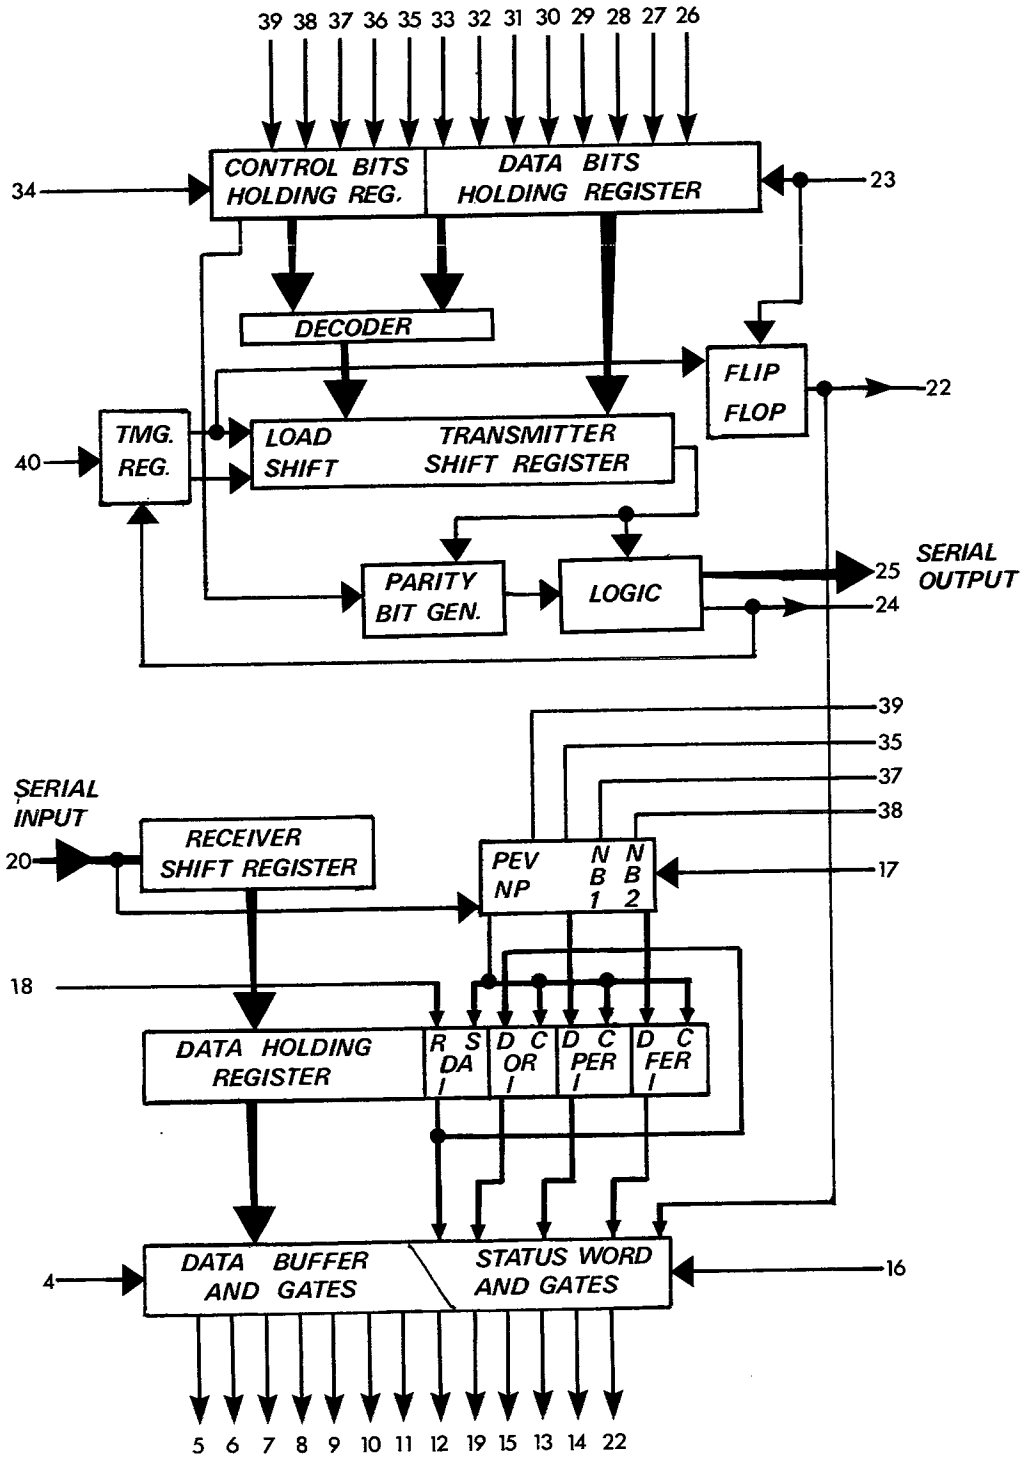 39 38 37 36 35 33 32 31 30 29 28 27 26
CONTROL BITS
HOLDING REG.
DATA BITS
HOLDING REGISTER
34
23
DECODER
FLIP
FLOP
22
TMG.
REG.
40
LOAD
SHIFT
TRANSMITTER
SHIFT REGISTER
PARITY
BIT GEN.
LOGIC
25
SERIAL
OUTPUT
24
39
35
37
38
SERIAL
INPUT
20
RECEIVER
SHIFT REGISTER
PEV
NP
NB1
NB2
17
18
DATA HOLDING
REGISTER
R S
DA
I
D C
OR
I
D C
PER
I
D C
FER
I
4
DATA BUFFER
AND GATES
STATUS WORD
AND GATES
16
5 6 7 8 9 10 11 12 19 15 13 14 22